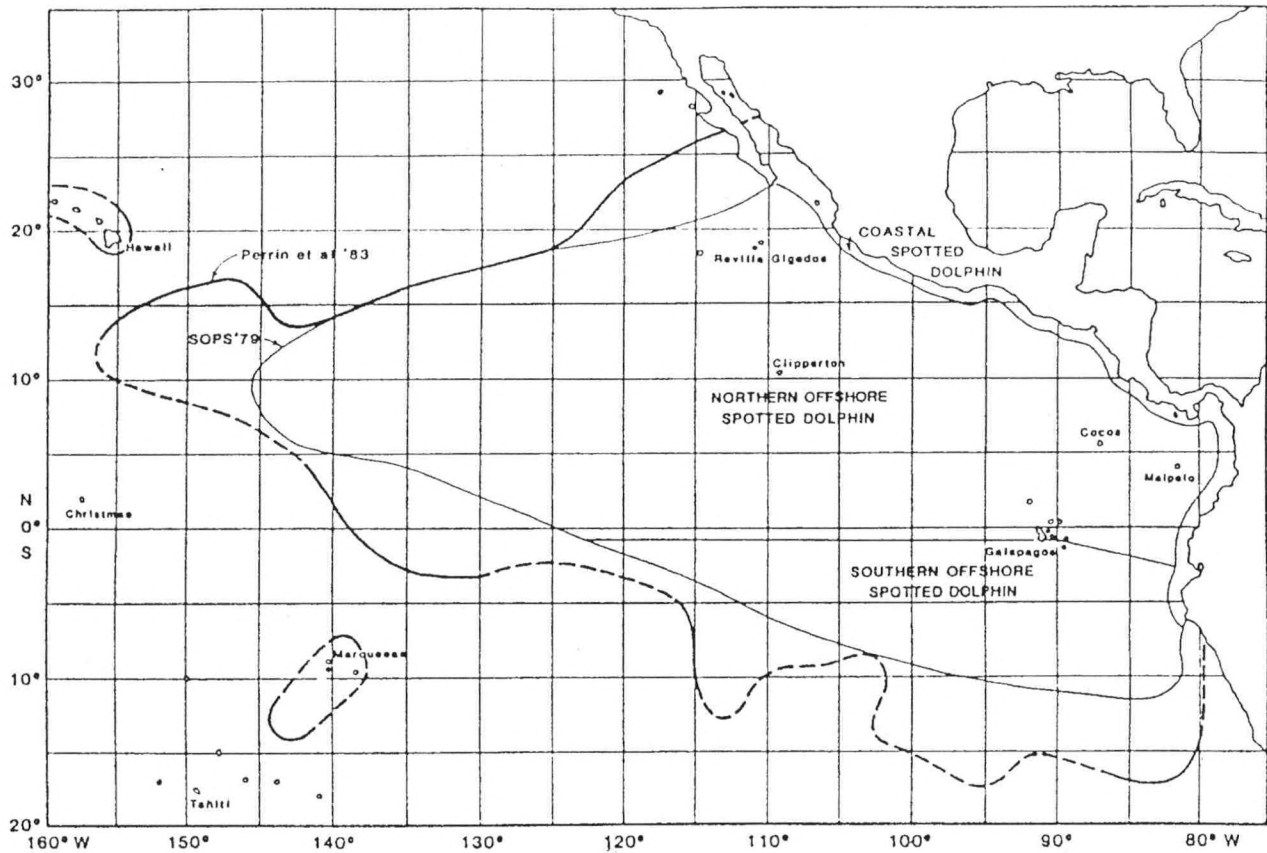 30°
20°
10°
N
0°
S
10°
20°
160° W
150°
140°
130°
120°
110°
100°
90°
80° W
Hawaii
Perrin et al '83
SOPS '79
COASTAL
SPOTTED
DOLPHIN
Revilla Gigedos
Clipperton
NORTHERN OFFSHORE
SPOTTED DOLPHIN
Cocos
Malpelo
Christmas
Galapagos
SOUTHERN OFFSHORE
SPOTTED DOLPHIN
Marquesas
Tahiti